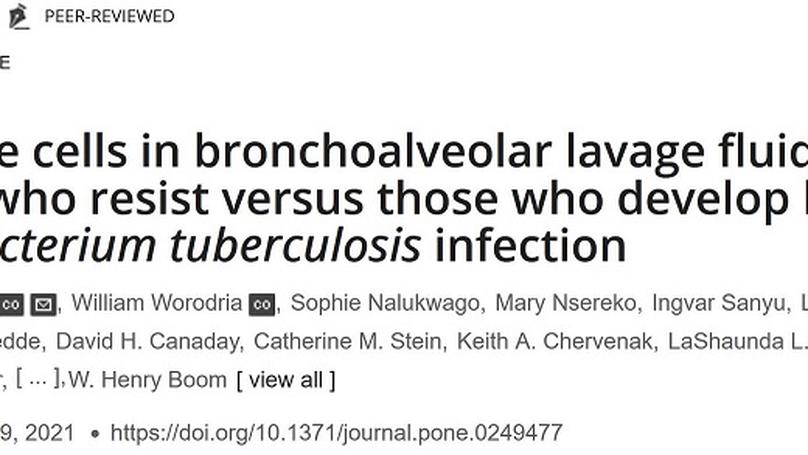 PEER-REVIEWED
E
e cells in bronchoalveolar lavage fluid
who resist versus those who develop
cterium tuberculosis infection
co, William Worodria co, Sophie Nalukwago, Mary Nsereko, Ingvar Sanyu, L
edde, David H. Canaday, Catherine M. Stein, Keith A. Chervenak, LaShaunda L.
, [ ... ],W. Henry Boom [ view all ]
9, 2021 • https://doi.org/10.1371/journal.pone.0249477